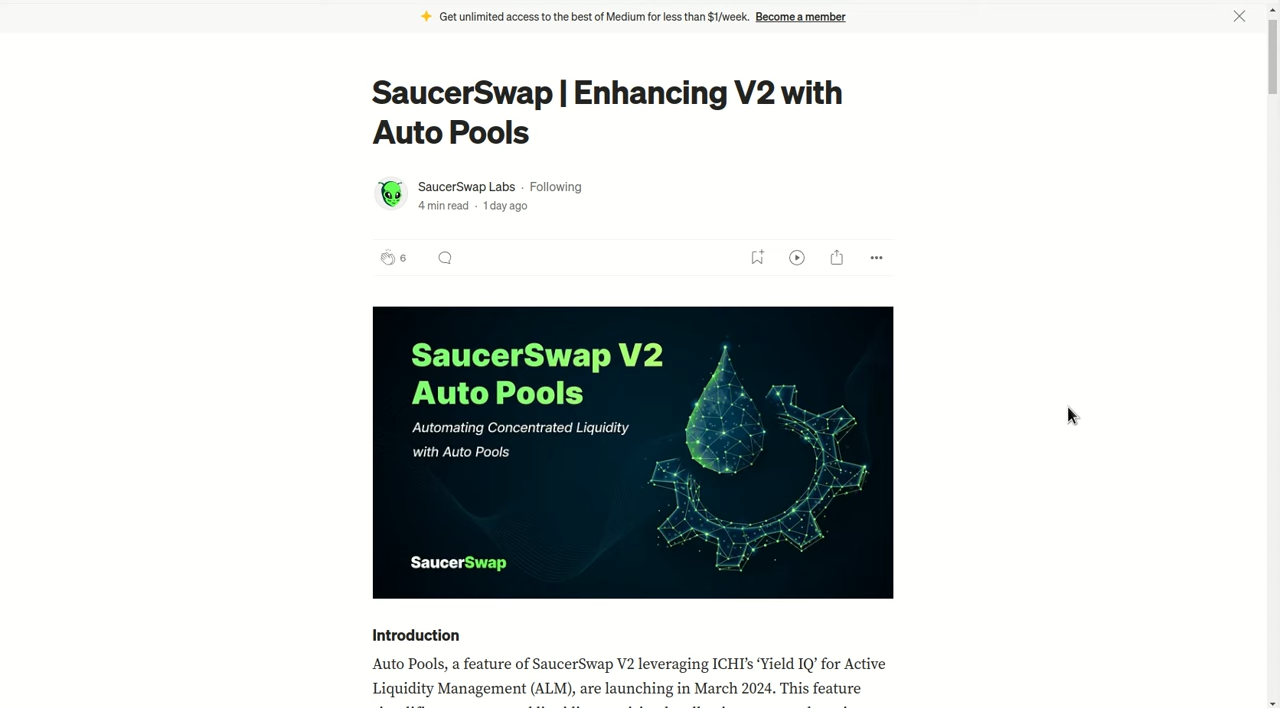 Get unlimited access to the best of Medium for less than $1/week. Become a member
SaucerSwap | Enhancing V2 with
Auto Pools
SaucerSwap Labs · Following
4 min read · 1 day ago
6
SaucerSwap V2
Auto Pools
Automating Concentrated Liquidity
with Auto Pools
SaucerSwap
Introduction
Auto Pools, a feature of SaucerSwap V2 leveraging ICHI’s ‘Yield IQ’ for Active
Liquidity Management (ALM), are launching in March 2024. This feature